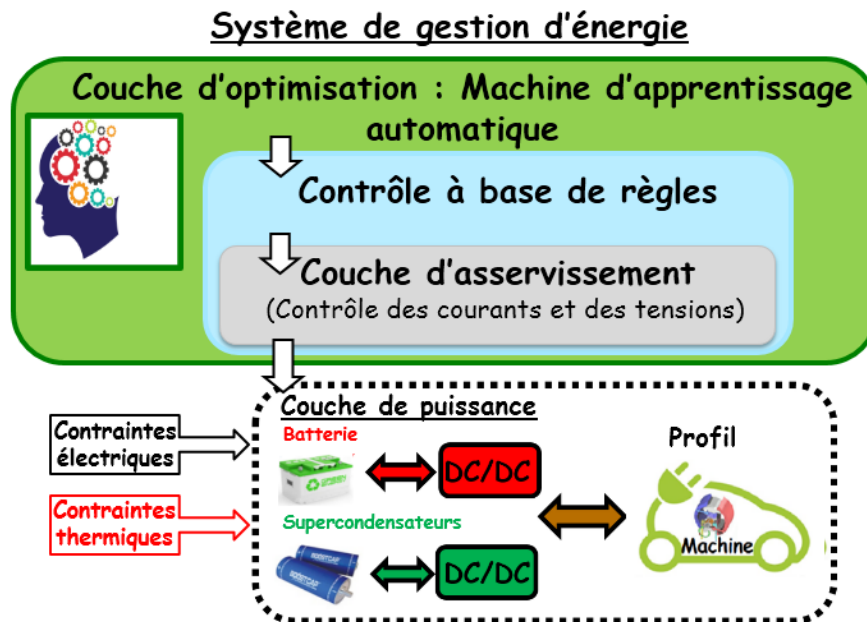 Système de gestion d'énergie
Couche d'optimisation : Machine d'apprentissage
automatique
Contrôle à base de règles
Couche d'asservissement
(Contrôle des courants et des tensions)
Couche de puissance
Contraintes
électriques
Batterie
DC/DC
Profil
Contraintes
thermiques
Supercondensateurs
BOOSTCAP
DC/DC
Machine